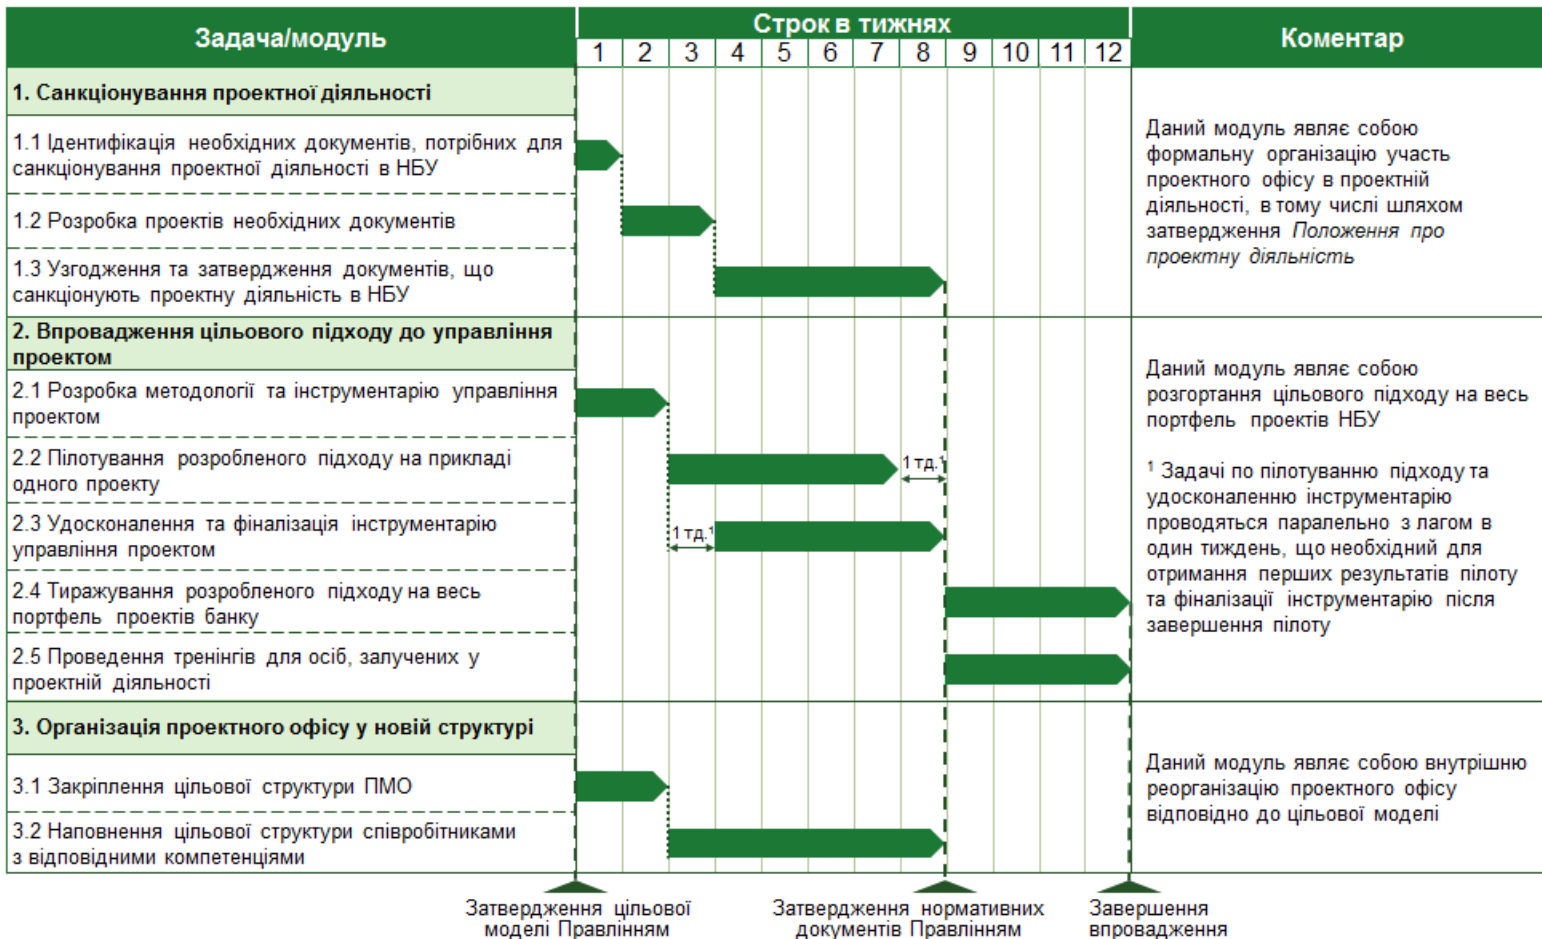 Задача/модуль
Строк в тижнях
1 2 3 4 5 6 7 8 9 10 11 12
Коментар
1. Санкціонування проектної діяльності
1.1 Ідентифікація необхідних документів, потрібних для
санкціонування проектної діяльності в НБУ
1.2 Розробка проектів необхідних документів
1.3 Узгодження та затвердження документів, що
санкціонують проектну діяльність в НБУ
Даний модуль являє собою
формальну організацію участь
проектного офісу в проектній
діяльності, в тому числі шляхом
затвердження Положення про
проектну діяльність
2. Впровадження цільового підходу до управління
проектом
2.1 Розробка методології та інструментарію управління
проектом
2.2 Пілотування розробленого підходу на прикладі
одного проекту
1 тд.¹
2.3 Удосконалення та фіналізація інструментарію
управління проектом
1 тд.¹
2.4 Тиражування розробленого підходу на весь
портфель проектів банку
2.5 Проведення тренінгів для осіб, залучених у
проектній діяльності
Даний модуль являє собою
розгортання цільового підходу на весь
портфель проектів НБУ
¹ Задачі по пілотуванню підходу та
удосконаленню інструментарію
проводяться паралельно з лагом в
один тиждень, що необхідний для
отримання перших результатів пілоту
та фіналізації інструментарію після
завершення пілоту
3. Організація проектного офісу у новій структурі
3.1 Закріплення цільової структури ПМО
3.2 Наповнення цільової структури співробітниками
з відповідними компетенціями
Даний модуль являє собою внутрішню
реорганізацію проектного офісу
відповідно до цільової моделі
Затвердження цільової
моделі Правлінням
Затвердження нормативних
документів Правлінням
Завершення
впровадження